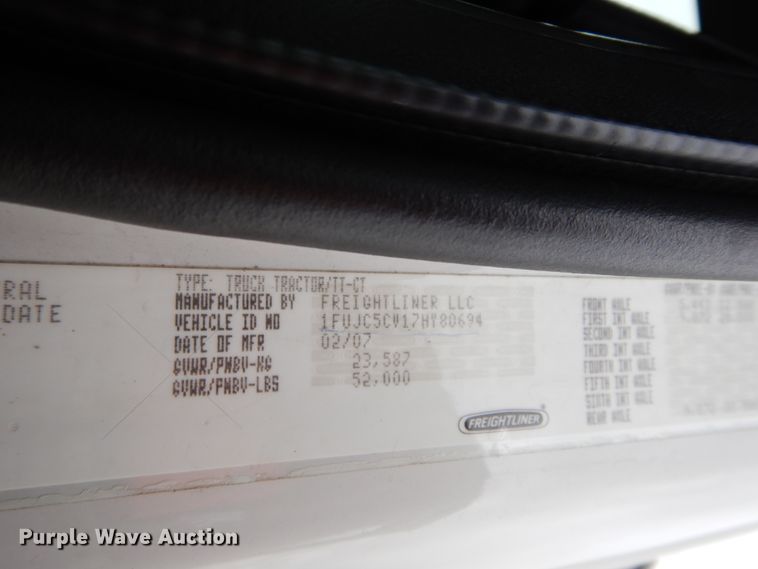 RAL
DATE
TYPE: TRUCK TRACTOR/TT-CT
MANUFACTURED BY FREIGHTLINER LLC
VEHICLE ID NO 1FUJC5CV17HY80694
DATE OF MFR 02/07
GVWR/PNBV-KG 23,587
GVWR/PNBV-LBS 52,000
FREIGHTLINER
FRONT AXLE
FIRST INT AXLE
SECOND INT AXLE
THIRD INT AXLE
FOURTH INT AXLE
FIFTH INT AXLE
SIXTH INT AXLE
REAR AXLE
Purple Wave Auction